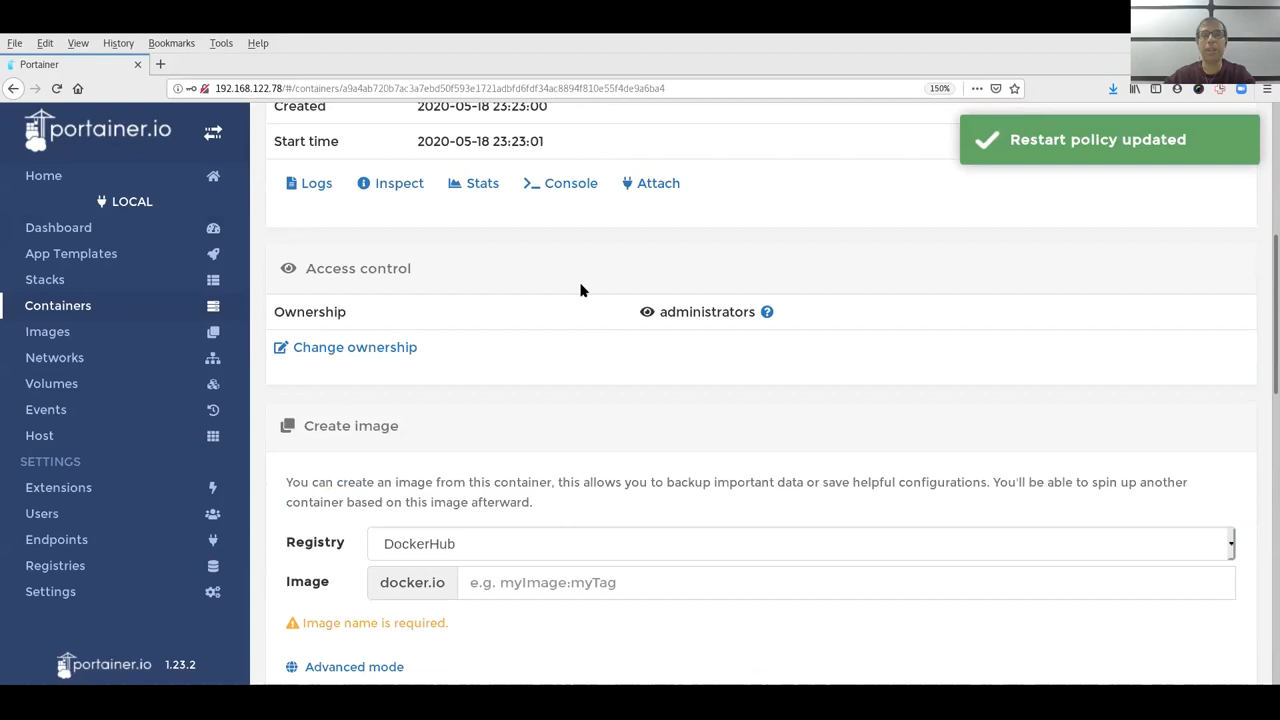 File Edit View History Bookmarks Tools Help
Portainer
192.168.122.78/#/containers/a9a4ab720b7ac3a7ebd50f593e1721adbfd6fdf34ac8894f810e55f4de9a6ba4 150%
portainer.io
Home
LOCAL
Dashboard
App Templates
Stacks
Containers
Images
Networks
Volumes
Events
Host
SETTINGS
Extensions
Users
Endpoints
Registries
Settings
portainer.io 1.23.2
Created 2020-05-18 23:23:00
Start time 2020-05-18 23:23:01
Restart policy updated
Logs Inspect Stats Console Attach
Access control
Ownership administrators
Change ownership
Create image
You can create an image from this container, this allows you to backup important data or save helpful configurations. You'll be able to spin up another
container based on this image afterward.
Registry DockerHub
Image docker.io e.g. myImage:myTag
Image name is required.
Advanced mode